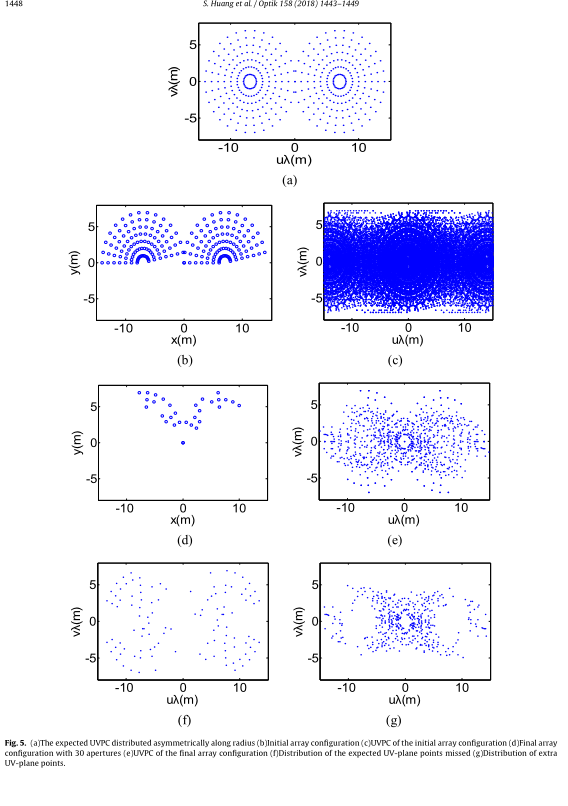 1448
S. Huang et al. / Optik 158 (2018) 1443–1449
5
0
-5
vλ(m)
-10 0 10
uλ(m)
(a)
5
0
-5
y(m)
-10 0 10
x(m)
(b)
5
0
-5
vλ(m)
-10 0 10
uλ(m)
(c)
5
0
-5
y(m)
-10 0 10
x(m)
(d)
5
0
-5
vλ(m)
-10 0 10
uλ(m)
(e)
5
0
-5
vλ(m)
-10 0 10
uλ(m)
(f)
5
0
-5
vλ(m)
-10 0 10
uλ(m)
(g)
Fig. 5. (a)The expected UVPC distributed asymmetrically along radius (b)Initial array configuration (c)UVPC of the initial array configuration (d)Final array
configuration with 30 apertures (e)UVPC of the final array configuration (f)Distribution of the expected UV-plane points missed (g)Distribution of extra
UV-plane points.